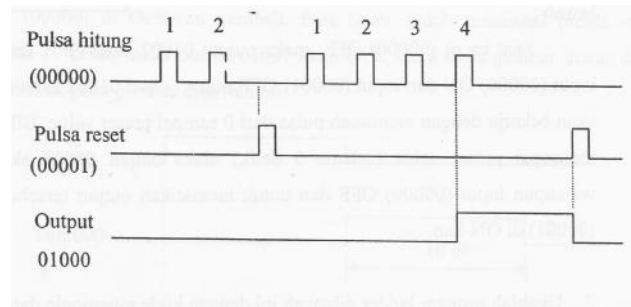 1 2 1 2 3 4
Pulsa hitung
(00000)
Pulsa reset
(00001)
Output
01000